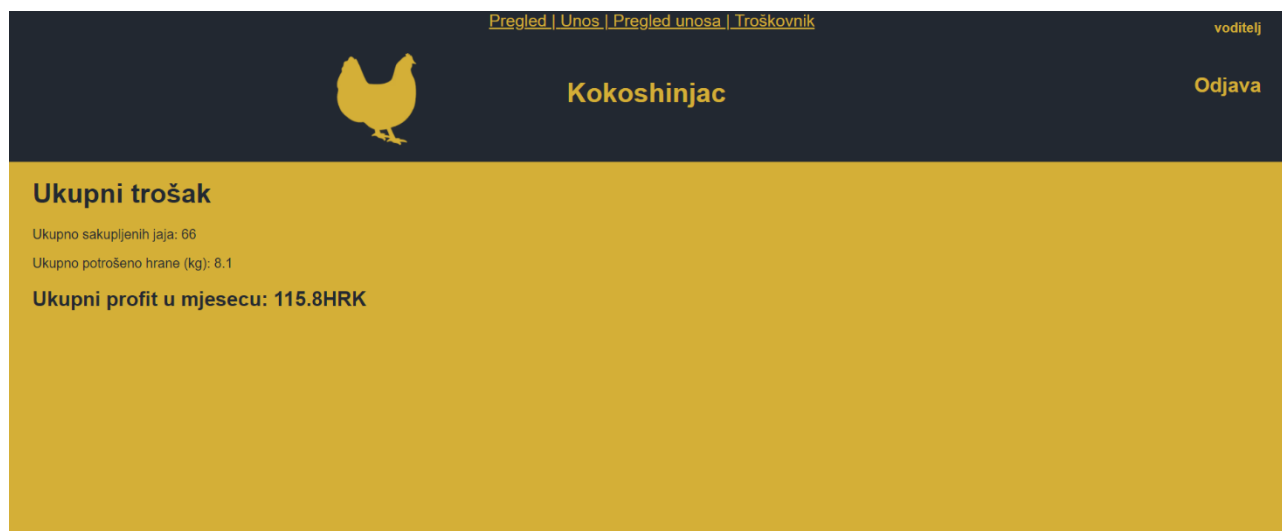 Pregled | Unos | Pregled unosa | Troškovnik
voditelj
Kokoshinjac
Odjava
Ukupni trošak
Ukupno sakupljenih jaja: 66
Ukupno potrošeno hrane (kg): 8.1
Ukupni profit u mjesecu: 115.8HRK